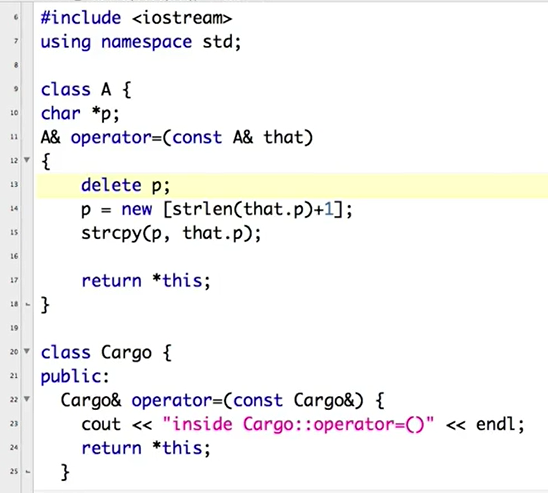 6 #include <iostream>
7 using namespace std;
8
9 class A {
10 char *p;
11 A& operator=(const A& that)
12 {
13     delete p;
14     p = new [strlen(that.p)+1];
15     strcpy(p, that.p);
16
17     return *this;
18 }
19
20 class Cargo {
21 public:
22   Cargo& operator=(const Cargo&) {
23     cout << "inside Cargo::operator=()" << endl;
24     return *this;
25   }